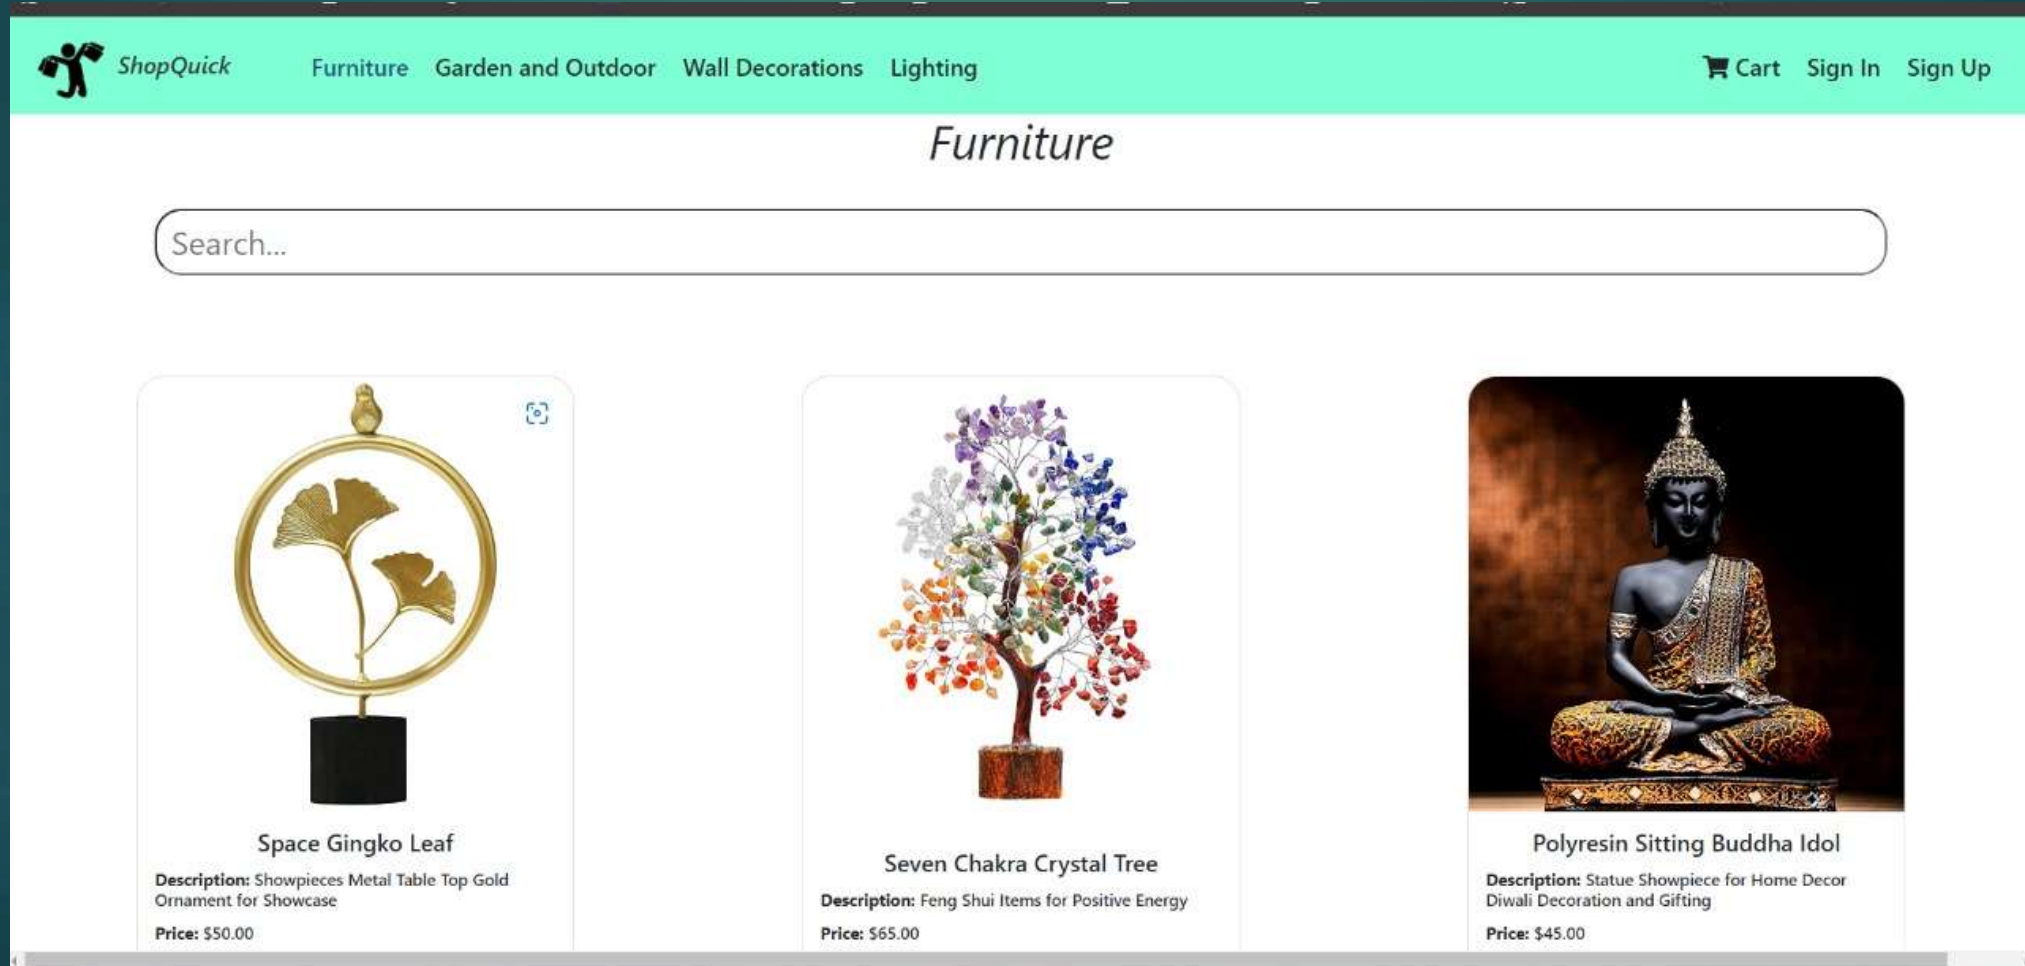 ShopQuick
Furniture
Garden and Outdoor
Wall Decorations
Lighting
Cart
Sign In
Sign Up
Furniture
Search...
Space Gingko Leaf
Description: Showpieces Metal Table Top Gold
Ornament for Showcase
Price: $50.00
Seven Chakra Crystal Tree
Description: Feng Shui Items for Positive Energy
Price: $65.00
Polyresin Sitting Buddha Idol
Description: Statue Showpiece for Home Decor
Diwali Decoration and Gifting
Price: $45.00